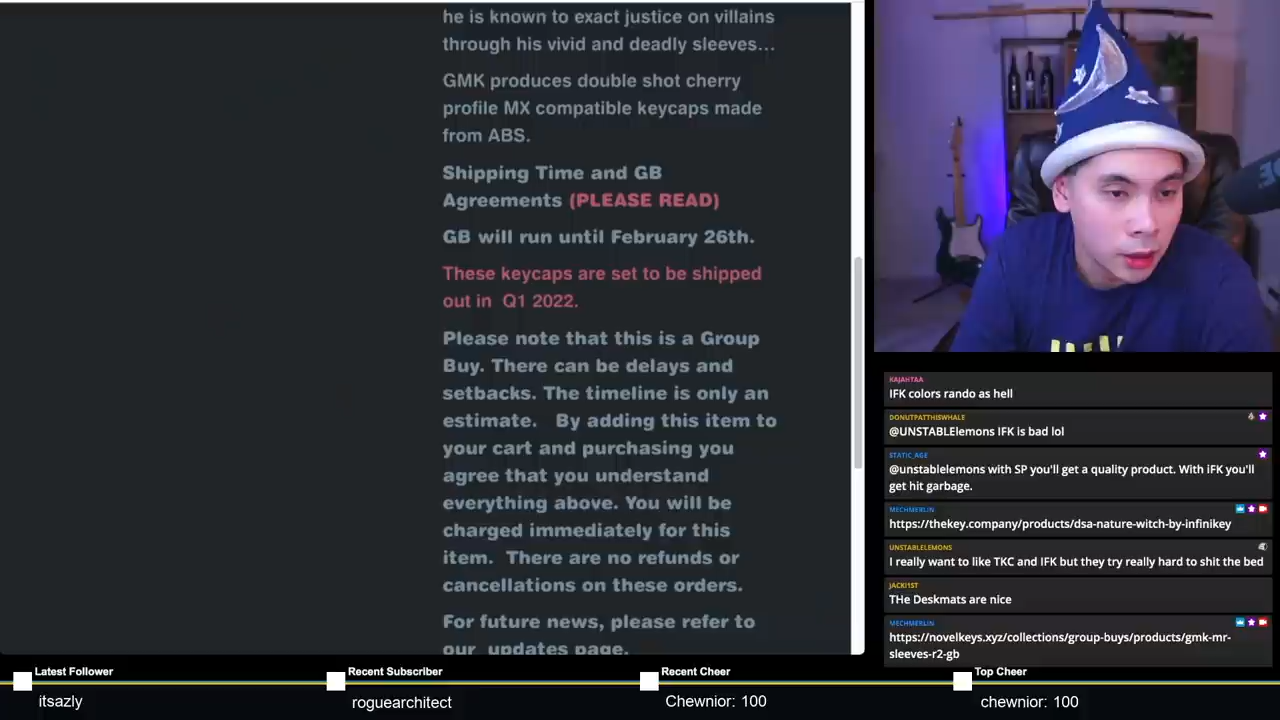 he is known to exact justice on villains
through his vivid and deadly sleeves...
GMK produces double shot cherry
profile MX compatible keycaps made
from ABS.
Shipping Time and GB
Agreements (PLEASE READ)
GB will run until February 26th.
These keycaps are set to be shipped
out in Q1 2022.
Please note that this is a Group
Buy. There can be delays and
setbacks. The timeline is only an
estimate. By adding this item to
your cart and purchasing you
agree that you understand
everything above. You will be
charged immediately for this
item. There are no refunds or
cancellations on these orders.
For future news, please refer to
our updates page.
KAJAHTAA
IFK colors rando as hell
DONUTPATTHISWHALE
@UNSTABLElemons IFK is bad lol
STATIC_AGE
@unstablelemons with SP you'll get a quality product. With iFK you'll
get hit garbage.
MECHMERLIN
https://thekey.company/products/dsa-nature-witch-by-infinikey
UNSTABLELEMONS
I really want to like TKC and IFK but they try really hard to shit the bed
JACKI1ST
THe Deskmats are nice
MECHMERLIN
https://novelkeys.xyz/collections/group-buys/products/gmk-mr-
sleeves-r2-gb
Latest Follower
itsazly
Recent Subscriber
roguearchitect
Recent Cheer
Chewnior: 100
Top Cheer
chewnior: 100